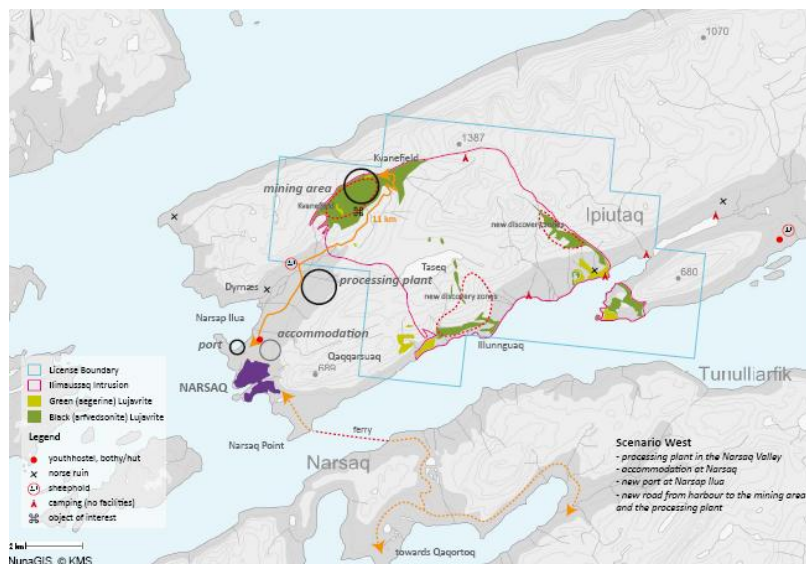 1070
1387
Kvanefjeld
mining area
Kvanefjeld
11 km
new discovery zones
Ipiutaq
Taseq
processing plant
Dyrnæs
680
new discovery zones
Narsap Ilua
accommodation
port
Illunnguaq
Qaqqarsuaq
Tunulliarfik
689
NARSAQ
License Boundary
Ilimaussaq Intrusion
Green (aegerine) Lujavrite
Black (arfvedsonite) Lujavrite
Legend
youthhostel, bothy/hut
norse ruin
sheepfold
camping (no facilities)
object of interest
2 km
NunaGIS, © KMS
Narsaq Point
ferry
Narsaq
towards Qaqortoq
Scenario West
- processing plant in the Narsaq Valley
- accommodation at Narsaq
- new port at Narsap Ilua
- new road from harbour to the mining area
and the processing plant